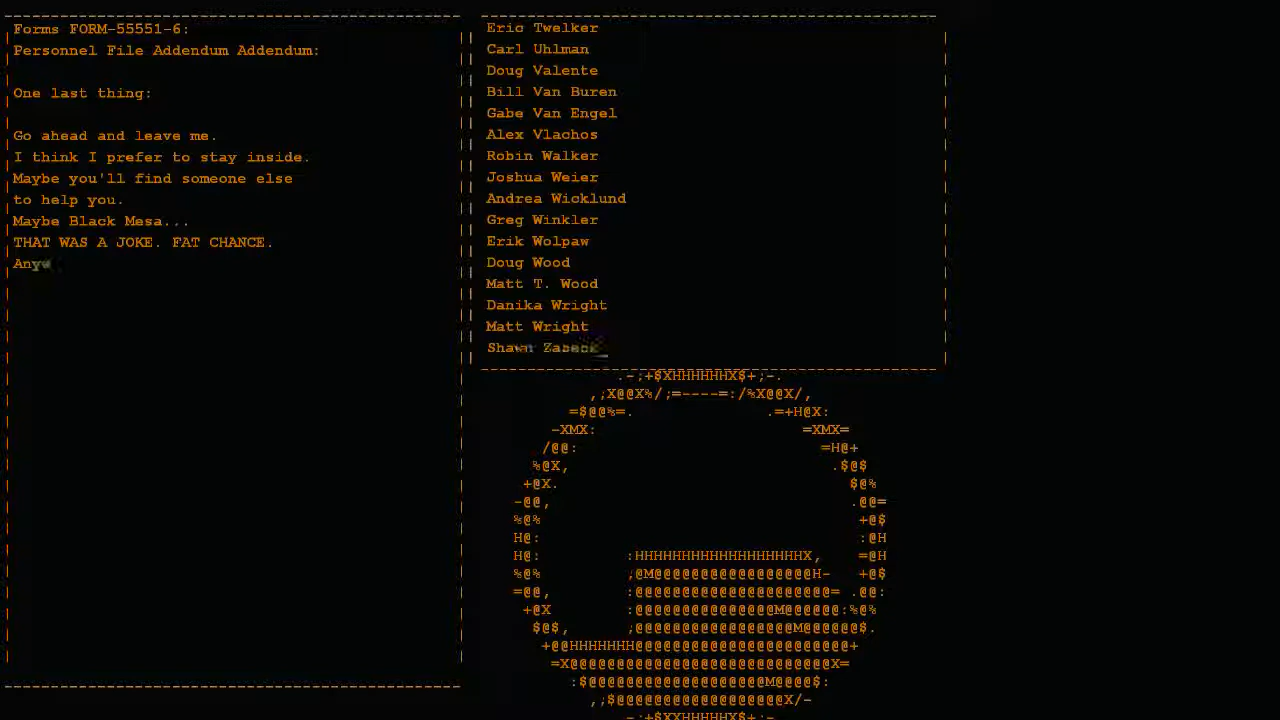 Forms FORM-55551-6:
Personnel File Addendum Addendum:
One last thing:
Go ahead and leave me.
I think I prefer to stay inside.
Maybe you'll find someone else
to help you.
Maybe Black Mesa...
THAT WAS A JOKE. FAT CHANCE.
Anyw
Eric Twelker
Carl Uhlman
Doug Valente
Bill Van Buren
Gabe Van Engel
Alex Vlachos
Robin Walker
Joshua Weier
Andrea Wicklund
Greg Winkler
Erik Wolpaw
Doug Wood
Matt T. Wood
Danika Wright
Matt Wright
Shawn Zabecki